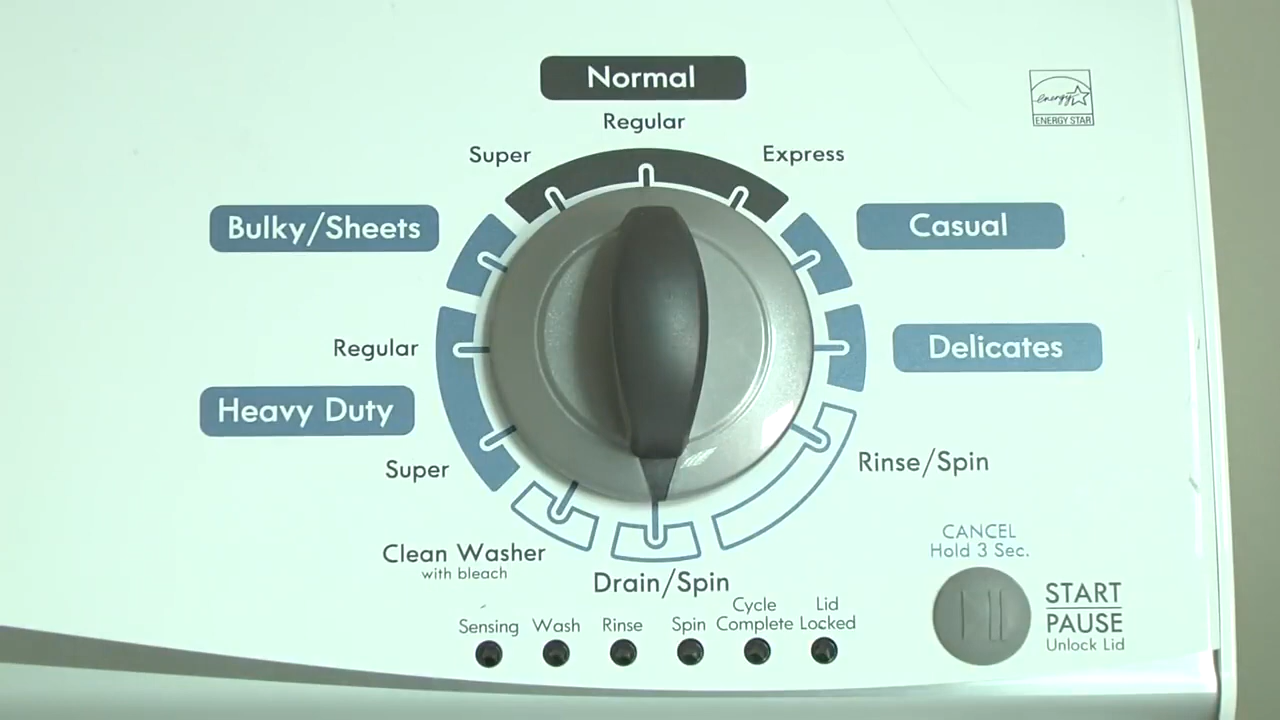 Normal
Regular
Super
Express
energy
ENERGY STAR
Bulky/Sheets
Casual
Regular
Delicates
Heavy Duty
Super
Rinse/Spin
Clean Washer
with bleach
Drain/Spin
CANCEL
Hold 3 Sec.
START
PAUSE
Unlock Lid
Sensing
Wash
Rinse
Spin
Cycle
Complete
Lid
Locked